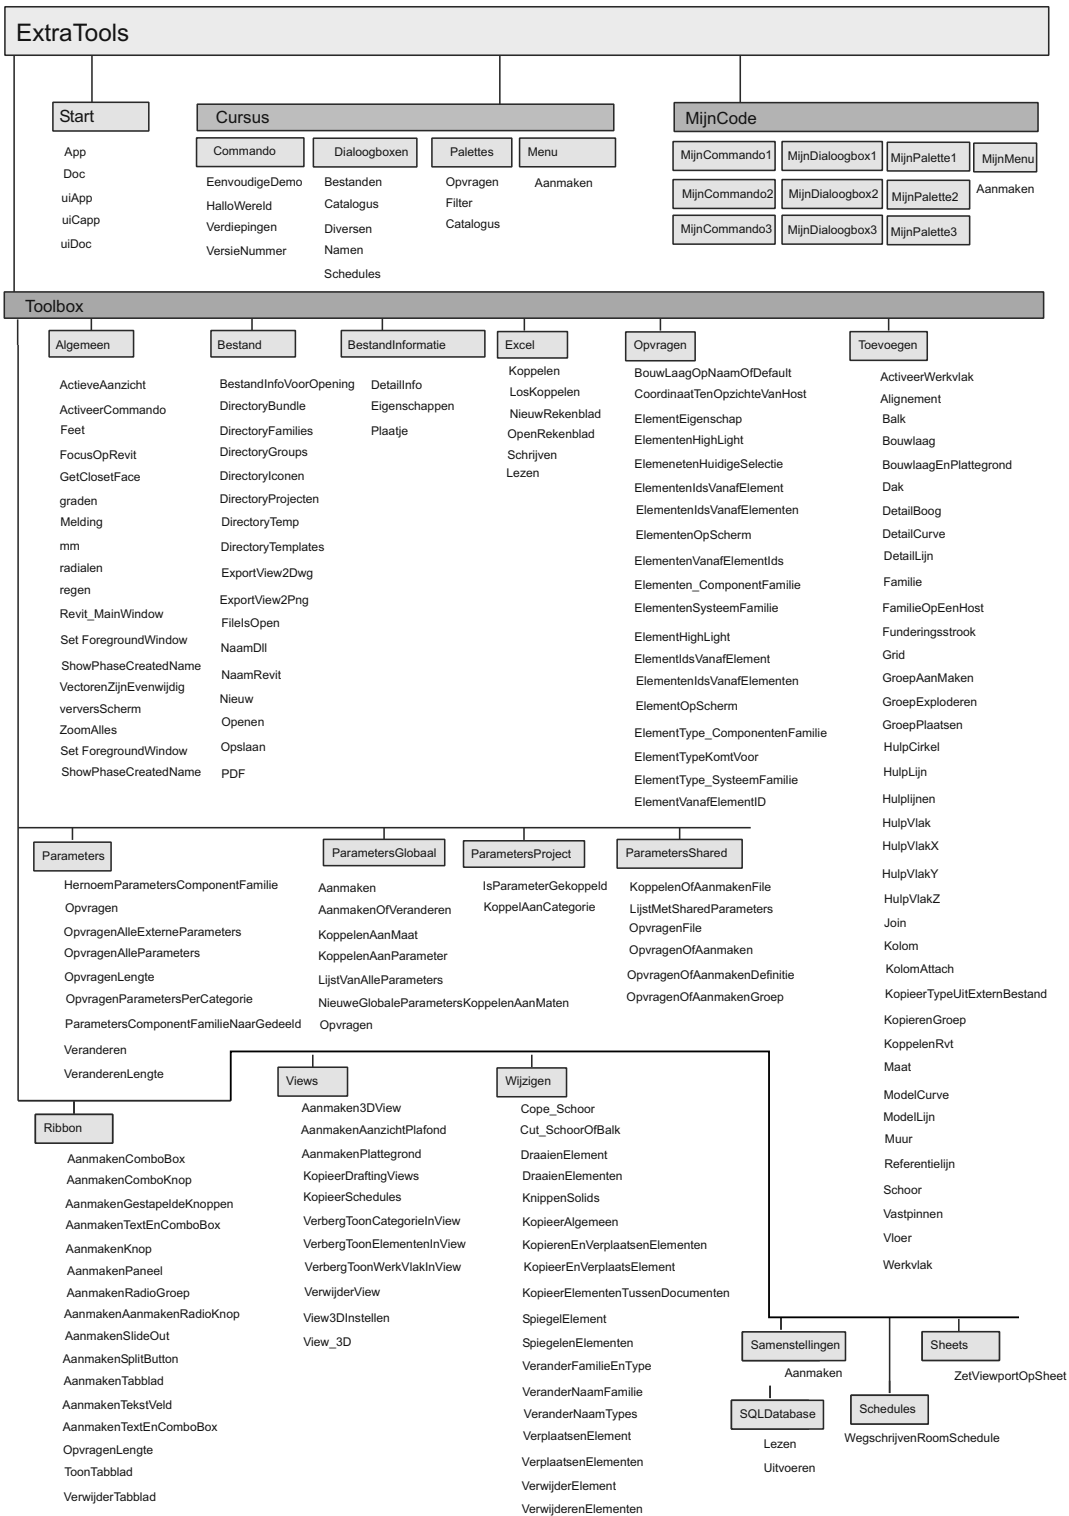 ExtraTools
Start
App
Doc
uiApp
uiCapp
uiDoc
Cursus
Commando
EenvoudigeDemo
HalloWereld
Verdiepingen
VersieNummer
Dialoogboxen
Bestanden
Catalogus
Diversen
Namen
Schedules
Palettes
Opvragen
Filter
Catalogus
Menu
Aanmaken
MijnCode
MijnCommando1
MijnCommando2
MijnCommando3
MijnDialoogbox1
MijnDialoogbox2
MijnDialoogbox3
MijnPalette1
MijnPalette2
MijnPalette3
MijnMenu
Aanmaken
Toolbox
Algemeen
ActieveAanzicht
ActiveerCommando
Feet
FocusOpRevit
GetClosetFace
graden
Melding
mm
radialen
regen
Revit_MainWindow
Set ForegroundWindow
ShowPhaseCreatedName
VectorenZijnEvenwijdig
verversScherm
ZoomAlles
Set ForegroundWindow
ShowPhaseCreatedName
Bestand
BestandInfoVoorOpening
DirectoryBundle
DirectoryFamilies
DirectoryGroups
DirectoryIconen
DirectoryProjecten
DirectoryTemp
DirectoryTemplates
ExportView2Dwg
ExportView2Png
FileIsOpen
NaamDll
NaamRevit
Nieuw
Openen
Opslaan
PDF
BestandInformatie
DetailInfo
Eigenschappen
Plaatje
Excel
Koppelen
LosKoppelen
NieuwRekenblad
OpenRekenblad
Schrijven
Lezen
Opvragen
BouwLaagOpNaamOfDefault
CoordinaatTenOpzichteVanHost
ElementEigenschap
ElementenHighLight
ElemenetenHuidigeSelectie
ElementenIdsVanafElement
ElementenIdsVanafElementen
ElementenOpScherm
ElementenVanafElementIds
Elementen_ComponentFamilie
ElementenSysteemFamilie
ElementHighLight
ElementIdsVanafElement
ElementenIdsVanafElementen
ElementOpScherm
ElementType_ComponentenFamilie
ElementTypeKomtVoor
ElementType_SysteemFamilie
ElementVanafElementID
Toevoegen
ActiveerWerkvlak
Alignement
Balk
Bouwlaag
BouwlaagEnPlattegrond
Dak
DetailBoog
DetailCurve
DetailLijn
Familie
FamilieOpEenHost
Funderingsstrook
Grid
GroepAanMaken
GroepExploderen
GroepPlaatsen
HulpCirkel
HulpLijn
Hulplijnen
HulpVlak
HulpVlakX
HulpVlakY
HulpVlakZ
Join
Kolom
KolomAttach
KopieerTypeUitExternBestand
KopierenGroep
KoppelenRvt
Maat
ModelCurve
ModelLijn
Muur
Referentielijn
Schoor
Vastpinnen
Vloer
Werkvlak
Parameters
HernoemParametersComponentFamilie
Opvragen
OpvragenAlleExterneParameters
OpvragenAlleParameters
OpvragenLengte
OpvragenParametersPerCategorie
ParametersComponentFamilieNaarGedeeld
Veranderen
VeranderenLengte
ParametersGlobaal
Aanmaken
AanmakenOfVeranderen
KoppelenAanMaat
KoppelenAanParameter
LijstVanAlleParameters
NieuweGlobaleParametersKoppelenAanMaten
Opvragen
ParametersProject
IsParameterGekoppeld
KoppelAanCategorie
ParametersShared
KoppelenOfAanmakenFile
LijstMetSharedParameters
OpvragenFile
OpvragenOfAanmaken
OpvragenOfAanmakenDefinitie
OpvragenOfAanmakenGroep
Ribbon
AanmakenComboBox
AanmakenComboKnop
AanmakenGestapeldeKnoppen
AanmakenTextEnComboBox
AanmakenKnop
AanmakenPaneel
AanmakenRadioGroep
AanmakenAanmakenRadioKnop
AanmakenSlideOut
AanmakenSplitButton
AanmakenTabblad
AanmakenTekstVeld
AanmakenTextEnComboBox
OpvragenLengte
ToonTabblad
VerwijderTabblad
Views
Aanmaken3DView
AanmakenAanzichtPlafond
AanmakenPlattegrond
KopieerDraftingViews
KopieerSchedules
VerbergToonCategorieInView
VerbergToonElementenInView
VerbergToonWerkVlakInView
VerwijderView
View3DInstellen
View_3D
Wijzigen
Cope_Schoor
Cut_SchoorOfBalk
DraaienElement
DraaienElementen
KnippenSolids
KopieerAlgemeen
KopierenEnVerplaatsenElementen
KopieerEnVerplaatsElement
KopieerElementenTussenDocumenten
SpiegelElement
SpiegelenElementen
VeranderFamilieEnType
VeranderNaamFamilie
VeranderNaamTypes
VerplaatsenElement
VerplaatsenElementen
VerwijderElement
VerwijderenElementen
Samenstellingen
Aanmaken
SQLDatabase
Lezen
Uitvoeren
Schedules
WegschrijvenRoomSchedule
Sheets
ZetViewportOpSheet